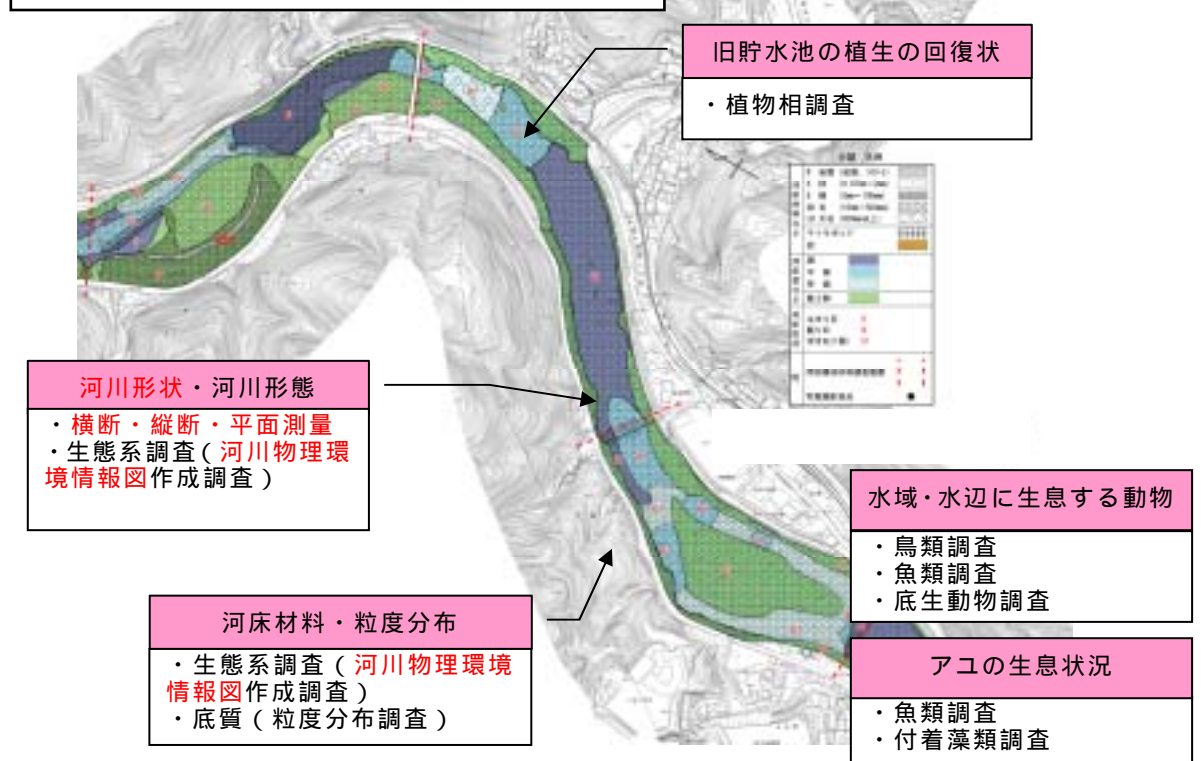 旧貯水池の植生の回復状
・植物相調査
河川形状・河川形態
・横断・縦断・平面測量
・生態系調査(河川物理環
境情報図作成調査)
水域・水辺に生息する動物
・鳥類調査
・魚類調査
・底生動物調査
河床材料・粒度分布
・生態系調査(河川物理環境
情報図作成調査)
・底質(粒度分布調査)
アユの生息状況
・魚類調査
・付着藻類調査